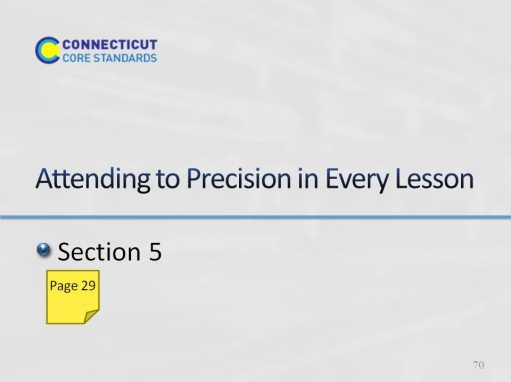 CONNECTICUT
CORE STANDARDS
Attending to Precision in Every Lesson
Section 5
Page 29
70